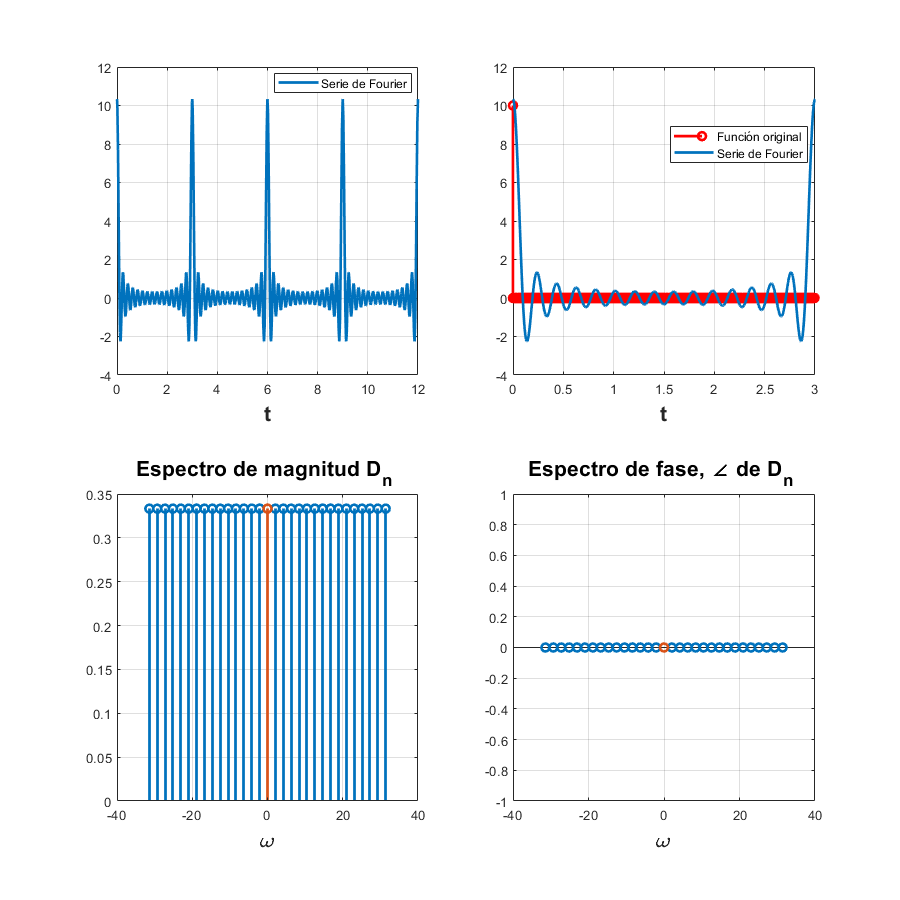 12
10
8
6
4
2
0
-2
-4
0 2 4 6 8 10 12
t
Serie de Fourier
12
10
8
6
4
2
0
-2
-4
0 0.5 1 1.5 2 2.5 3
t
Función original
Serie de Fourier
Espectro de magnitud Dn
0.35
0.3
0.25
0.2
0.15
0.1
0.05
0
-40 -20 0 20 40
ω
Espectro de fase, ∠ de Dn
1
0.8
0.6
0.4
0.2
0
-0.2
-0.4
-0.6
-0.8
-1
-40 -20 0 20 40
ω